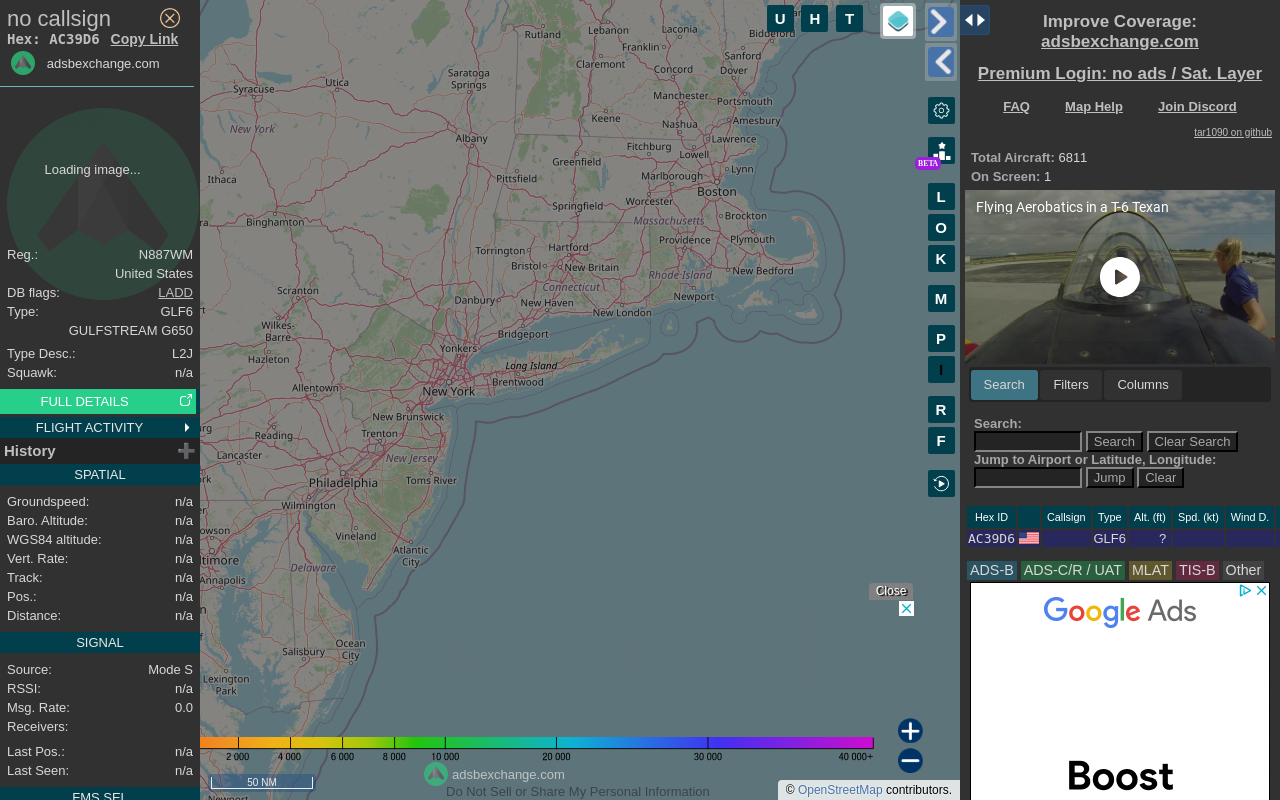 no callsign
Hex: AC39D6 Copy Link
adsbexchange.com
Loading image...
Reg.: N887WM
United States
DB flags: LADD
Type: GLF6
GULFSTREAM G650
Type Desc.: L2J
Squawk: n/a
FULL DETAILS
FLIGHT ACTIVITY
History
SPATIAL
Groundspeed: n/a
Baro. Altitude: n/a
WGS84 altitude: n/a
Vert. Rate: n/a
Track: n/a
Pos.: n/a
Distance: n/a
SIGNAL
Source: Mode S
RSSI: n/a
Msg. Rate: 0.0
Receivers:
Last Pos.: n/a
Last Seen: n/a
FMS SEL
U H T
BETA
L
O
K
M
P
I
R
F
Rutland
Lebanon
Laconia
Franklin
Biddeford
Claremont
Concord
Sanford
Dover
Saratoga
Springs
Utica
Syracuse
Manchester
Portsmouth
Keene
Nashua
Amesbury
New York
Albany
Fitchburg
Lawrence
Lowell
Greenfield
Lynn
Ithaca
Pittsfield
Marlborough
Boston
Worcester
Springfield
Binghamton
Massachusetts
Brockton
Torrington
Hartford
Providence
Plymouth
Bristol
New Britain
Rhode Island
New Bedford
Connecticut
Scranton
Danbury
New Haven
Newport
New London
Wilkes-
Barre
Bridgeport
Yonkers
Hazleton
Long Island
Brentwood
Allentown
New York
New Brunswick
Reading
Trenton
Lancaster
New Jersey
Toms River
Philadelphia
Wilmington
Vineland
Atlantic
City
Annapolis
Delaware
Ocean
City
Salisbury
Lexington
Park
Newport
Close
2 000 4 000 6 000 8 000 10 000 20 000 30 000 40 000+
adsbexchange.com
50 NM
Do Not Sell or Share My Personal Information
© OpenStreetMap contributors.
Improve Coverage:
adsbexchange.com
Premium Login: no ads / Sat. Layer
FAQ Map Help Join Discord
tar1090 on github
Total Aircraft: 6811
On Screen: 1
Flying Aerobatics in a T-6 Texan
Search Filters Columns
Search:
Search Clear Search
Jump to Airport or Latitude, Longitude:
Jump Clear
Hex ID Callsign Type Alt. (ft) Spd. (kt) Wind D.
AC39D6 GLF6 ?
ADS-B ADS-C/R / UAT MLAT TIS-B Other
Google Ads
Boost